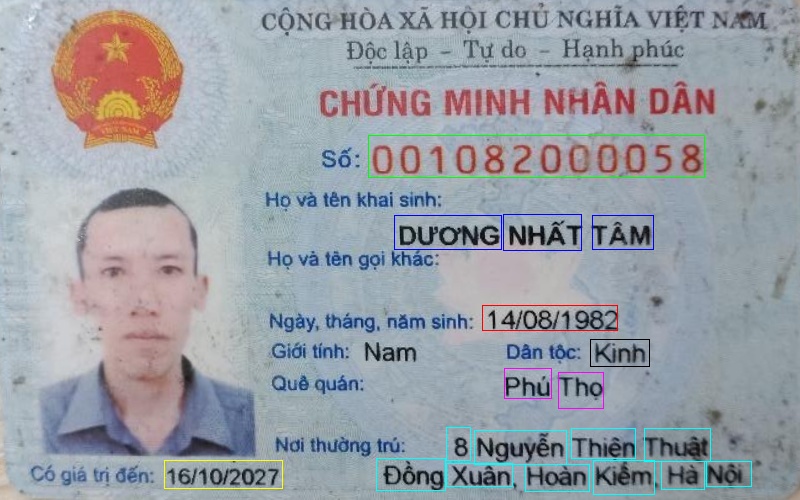 CỘNG HÒA XÃ HỘI CHỦ NGHĨA VIỆT NAM
Độc lập - Tự do - Hạnh phúc
CHỨNG MINH NHÂN DÂN
Số: 001082000058
Họ và tên khai sinh:
DƯƠNG NHẤT TÂM
Họ và tên gọi khác:
Ngày, tháng, năm sinh: 14/08/1982
Giới tính: Nam Dân tộc: Kinh
Quê quán: Phú Thọ
Nơi thường trú: 8 Nguyễn Thiện Thuật
Đồng Xuân, Hoàn Kiếm, Hà Nội
Có giá trị đến: 16/10/2027